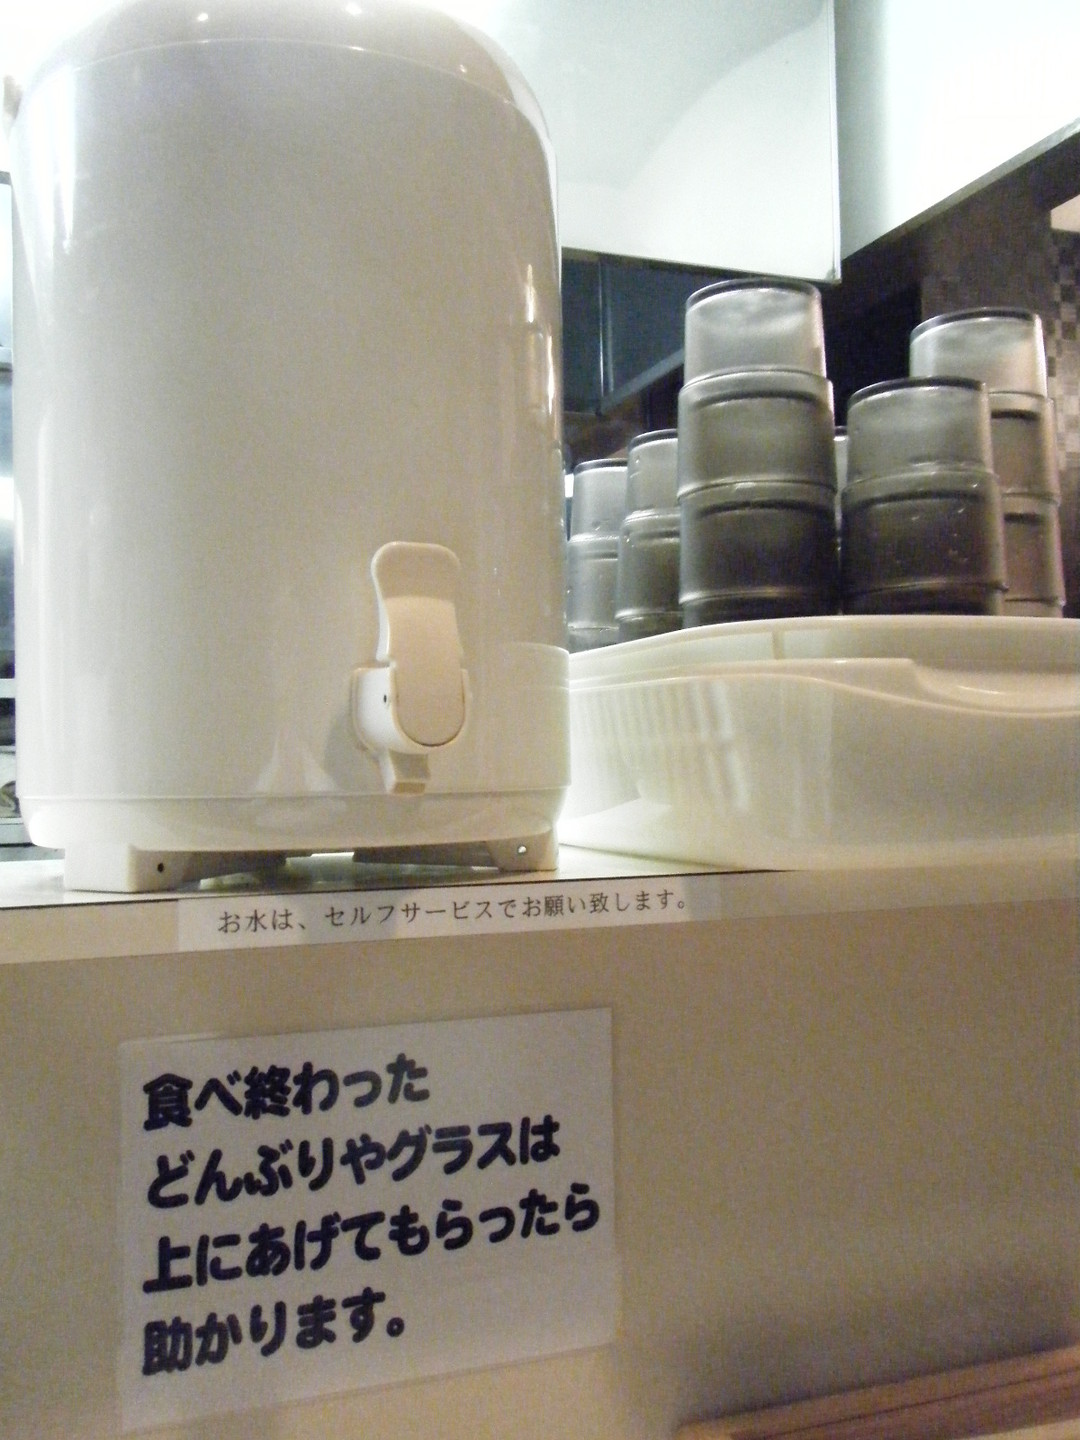 お水は、セルフサービスでお願い致します。
食べ終わった
どんぶりやグラスは
上にあげてもらったら
助かります。